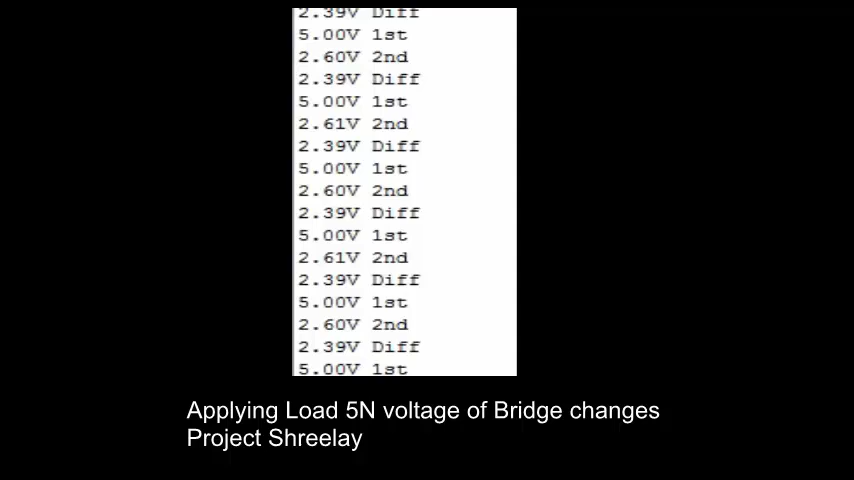 2.39V Diff
5.00V 1st
2.60V 2nd
2.39V Diff
5.00V 1st
2.61V 2nd
2.39V Diff
5.00V 1st
2.60V 2nd
2.39V Diff
5.00V 1st
2.61V 2nd
2.39V Diff
5.00V 1st
2.60V 2nd
2.39V Diff
5.00V 1st
Applying Load 5N voltage of Bridge changes
Project Shreelay